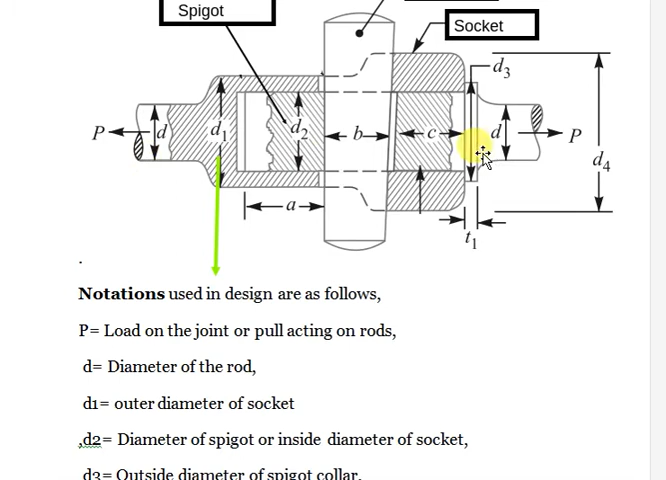 Spigot
Socket
d3
P d d1 d2 b c d P
d4
a
t1
.
Notations used in design are as follows,
P= Load on the joint or pull acting on rods,
d= Diameter of the rod,
d1= outer diameter of socket
,d2= Diameter of spigot or inside diameter of socket,
d3= Outside diameter of spigot collar,